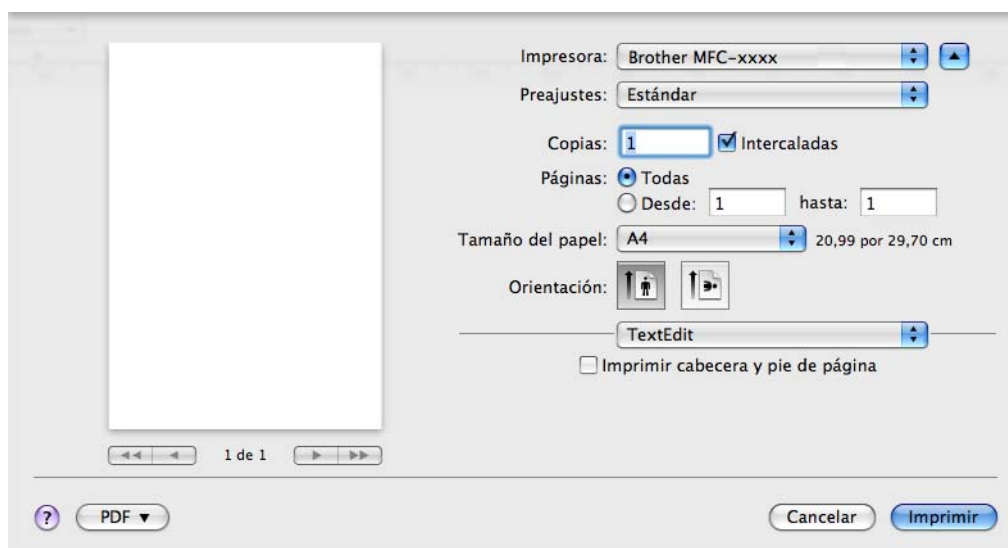 Impresora: Brother MFC-xxxx
Preajustes: Estándar
Copias: 1 Intercaladas
Páginas: Todas
Desde: 1 hasta: 1
Tamaño del papel: A4 20,99 por 29,70 cm
Orientación:
TextEdit
Imprimir cabecera y pie de página
1 de 1
? PDF Cancelar Imprimir